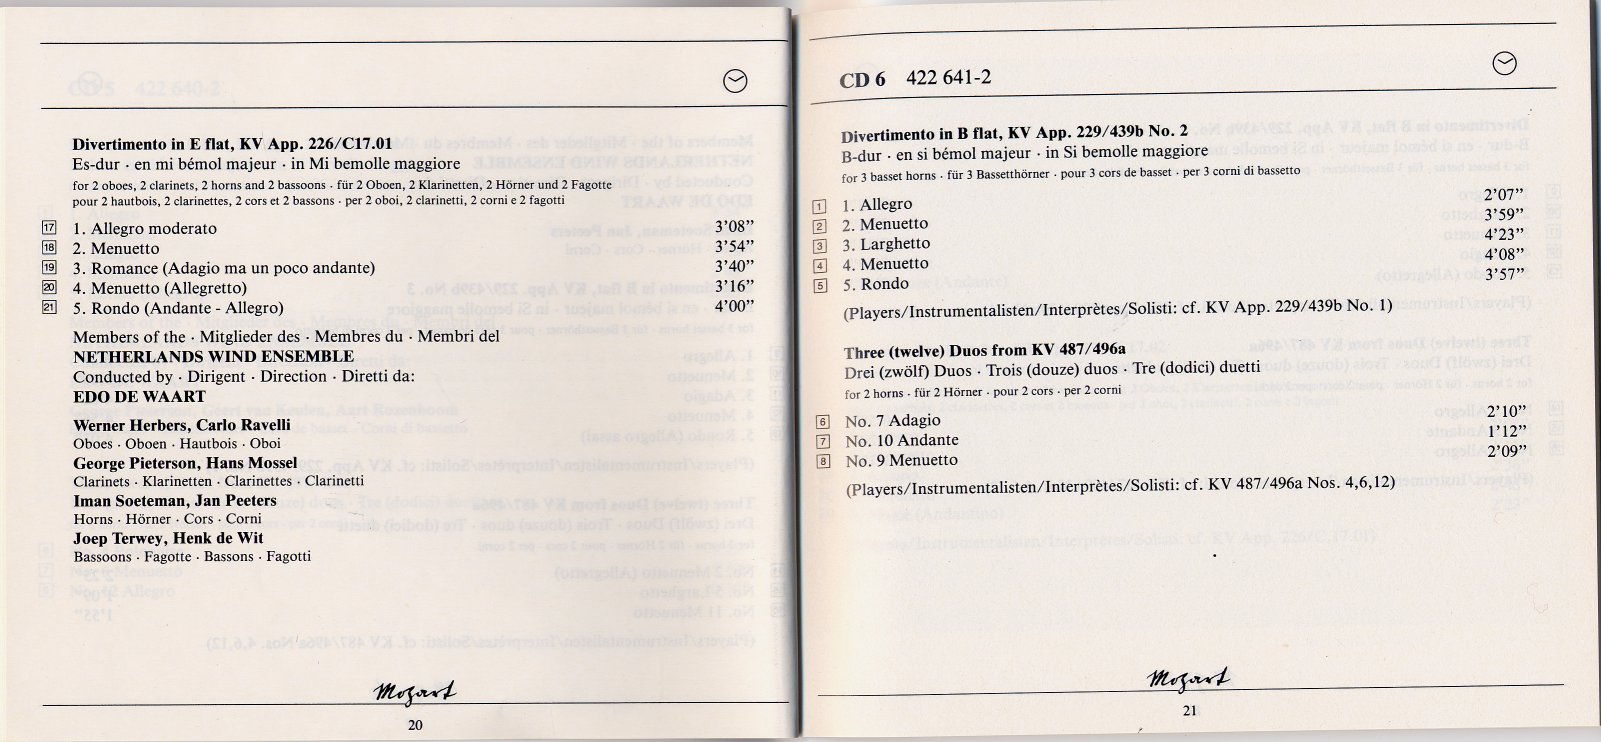 Divertimento in E flat, KV App. 226/C17.01
Es-dur · en mi bémol majeur · in Mi bemolle maggiore
for 2 oboes, 2 clarinets, 2 horns and 2 bassoons · für 2 Oboen, 2 Klarinetten, 2 Hörner und 2 Fagotte
pour 2 hautbois, 2 clarinettes, 2 cors et 2 bassons · per 2 oboi, 2 clarinetti, 2 corni e 2 fagotti
17 1. Allegro moderato 3'08"
18 2. Menuetto 3'54"
19 3. Romance (Adagio ma un poco andante) 3'40"
20 4. Menuetto (Allegretto) 3'16"
21 5. Rondo (Andante - Allegro) 4'00"
Members of the · Mitglieder des · Membres du · Membri del
NETHERLANDS WIND ENSEMBLE
Conducted by · Dirigent · Direction · Diretti da:
EDO DE WAART
Werner Herbers, Carlo Ravelli
Oboes · Oboen · Hautbois · Oboi
George Pieterson, Hans Mossel
Clarinets · Klarinetten · Clarinettes · Clarinetti
Iman Soeteman, Jan Peeters
Horns · Hörner · Cors · Corni
Joep Terwey, Henk de Wit
Bassoons · Fagotte · Bassons · Fagotti
Mozart
20
CD 6 422 641-2
Divertimento in B flat, KV App. 229/439b No. 2
B-dur · en si bémol majeur · in Si bemolle maggiore
for 3 basset horns · für 3 Bassetthörner · pour 3 cors de basset · per 3 corni di bassetto
1 1. Allegro 2'07"
2 2. Menuetto 3'59"
3 3. Larghetto 4'23"
4 4. Menuetto 4'08"
5 5. Rondo 3'57"
(Players/Instrumentalisten/Interprètes/Solisti: cf. KV App. 229/439b No. 1)
Three (twelve) Duos from KV 487/496a
Drei (zwölf) Duos · Trois (douze) duos · Tre (dodici) duetti
for 2 horns · für 2 Hörner · pour 2 cors · per 2 corni
6 No. 7 Adagio 2'10"
7 No. 10 Andante 1'12"
8 No. 9 Menuetto 2'09"
(Players/Instrumentalisten/Interprètes/Solisti: cf. KV 487/496a Nos. 4,6,12)
Mozart
21